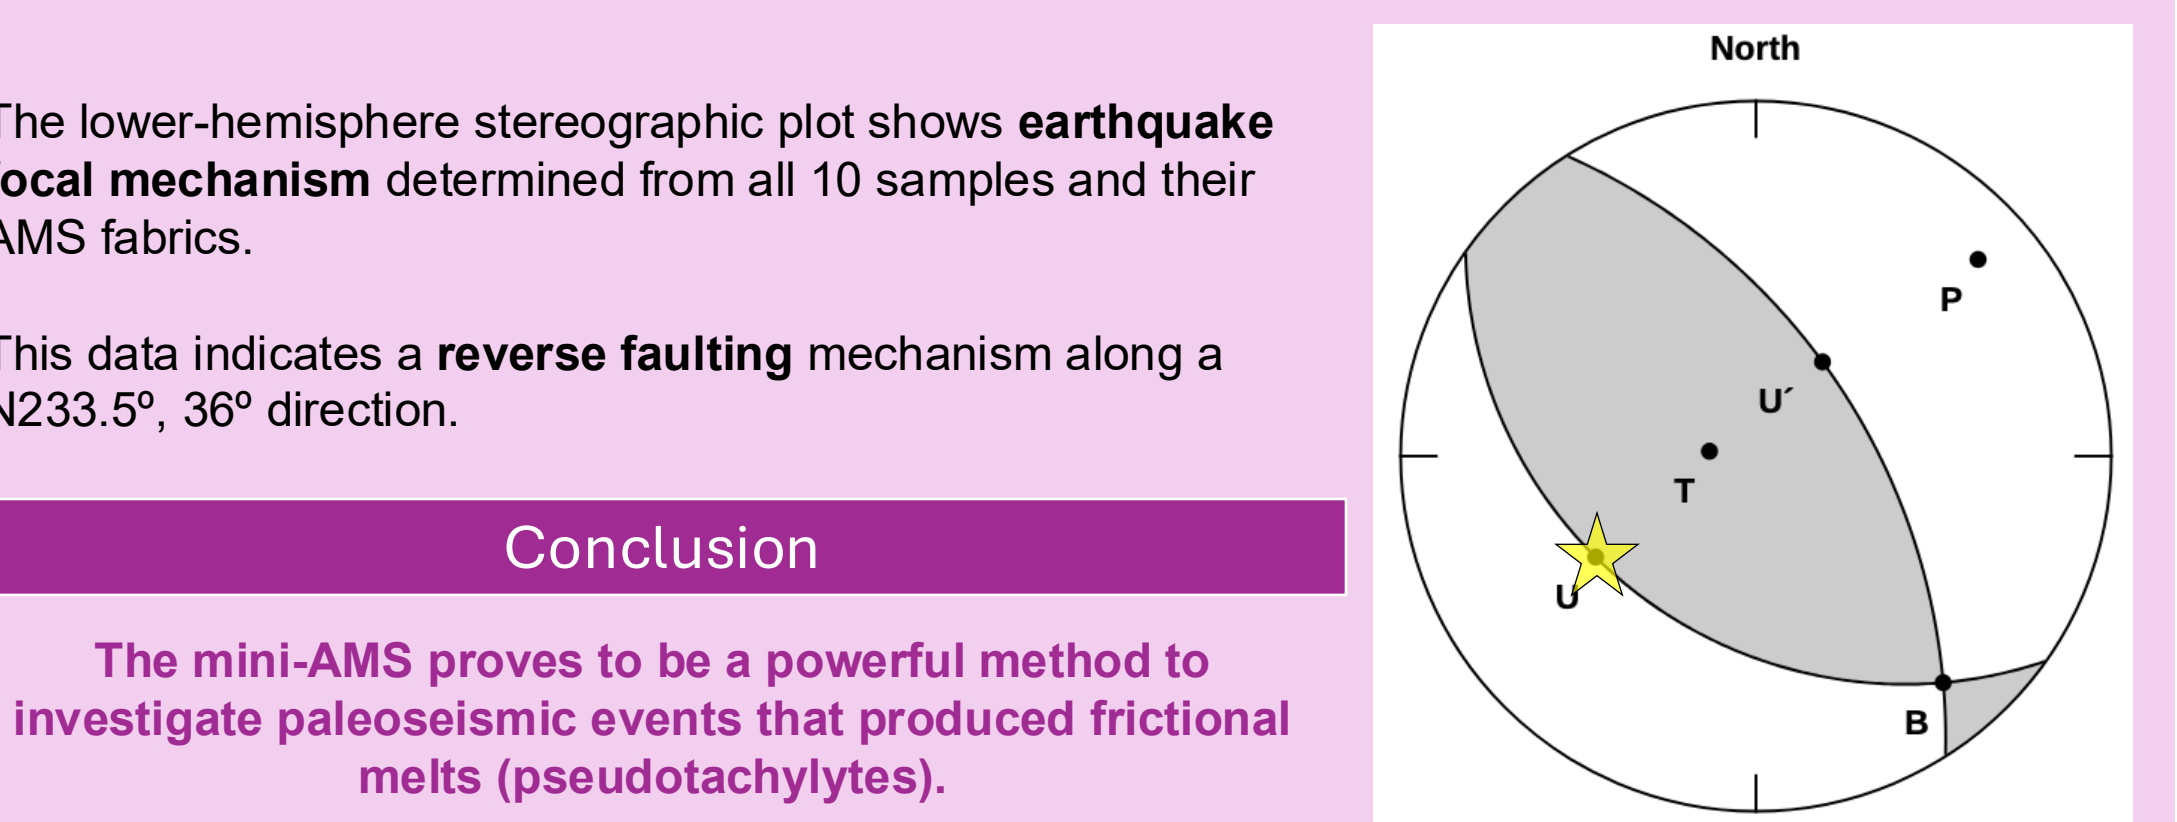 The lower-hemisphere stereographic plot shows earthquake
focal mechanism determined from all 10 samples and their
AMS fabrics.
This data indicates a reverse faulting mechanism along a
N233.5º, 36º direction.
Conclusion
The mini-AMS proves to be a powerful method to
investigate paleoseismic events that produced frictional
melts (pseudotachylytes).
North
P
U´
T
U
B